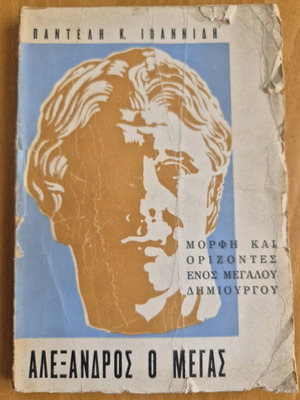 ΠΑΝΤΕΛΗ Κ. ΙΩΑΝΝΙΔΗ
ΜΟΡΦΗ ΚΑΙ
ΟΡΙΖΟΝΤΕΣ
ΕΝΟΣ ΜΕΓΑΛΟΥ
ΔΗΜΙΟΥΡΓΟΥ
ΑΛΕΞΑΝΔΡΟΣ Ο ΜΕΓΑΣ